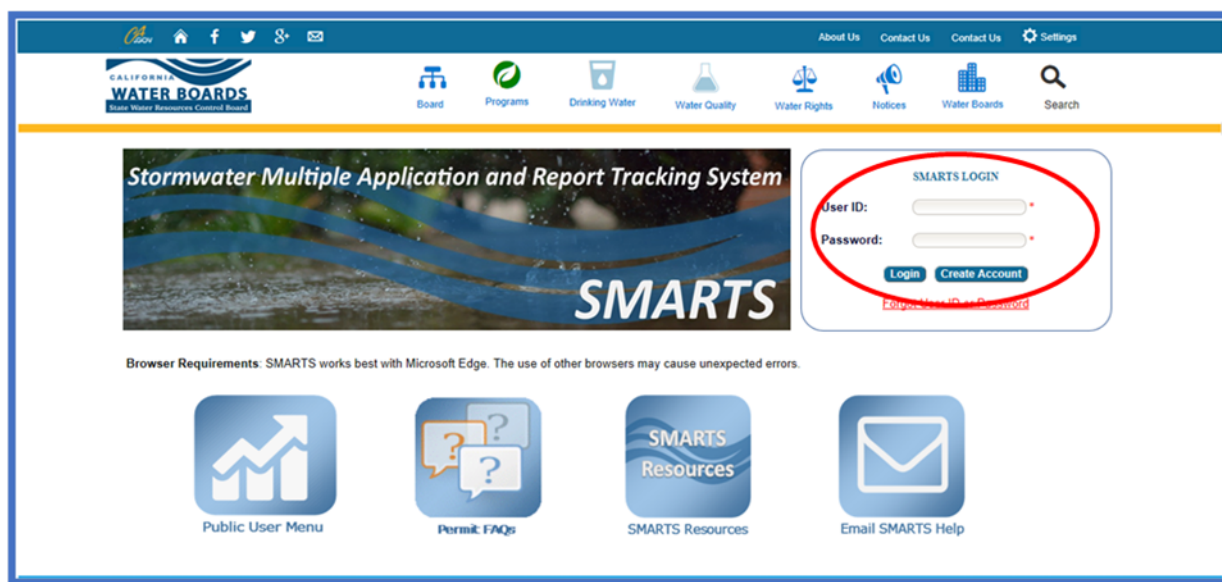 CA.GOV
About Us Contact Us Contact Us Settings
CALIFORNIA
WATER BOARDS
State Water Resources Control Board
Board Programs Drinking Water Water Quality Water Rights Notices Water Boards Search
Stormwater Multiple Application and Report Tracking System
SMARTS
SMARTS LOGIN
User ID: *
Password: *
Login Create Account
Forgot User ID or Password
Browser Requirements: SMARTS works best with Microsoft Edge. The use of other browsers may cause unexpected errors.
SMARTS
Resources
Public User Menu Permit FAQs SMARTS Resources Email SMARTS Help